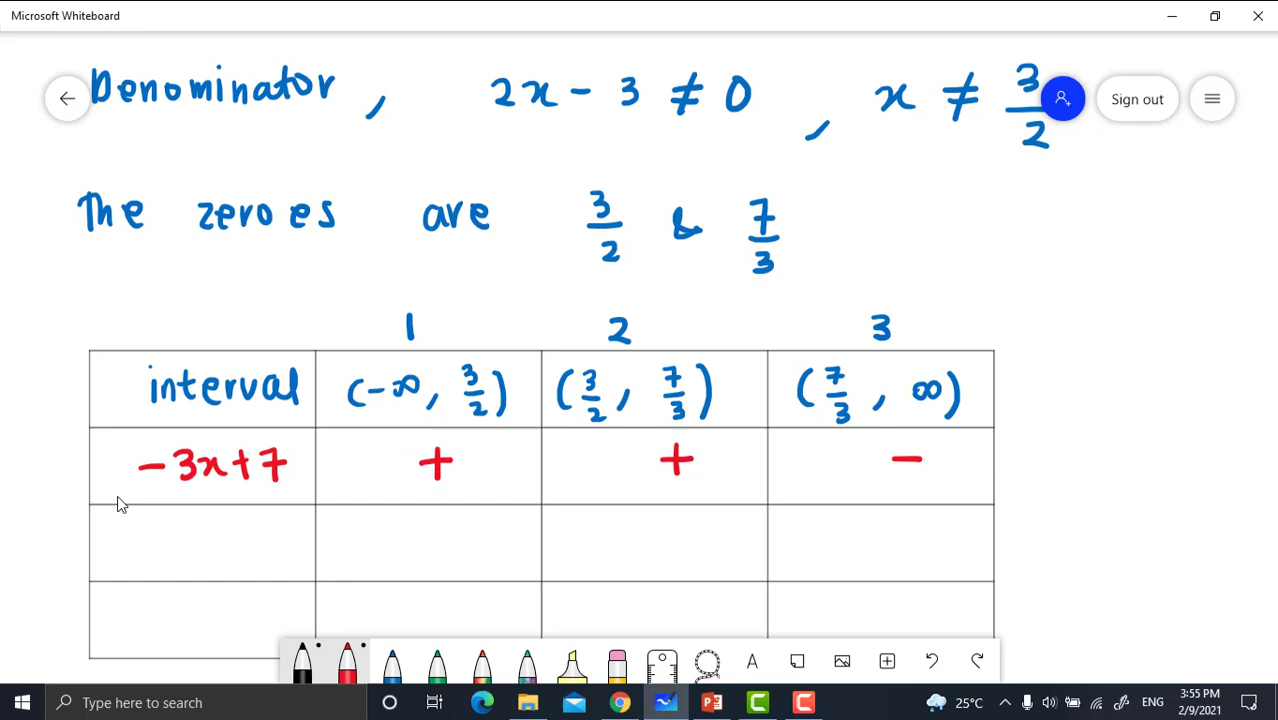 Microsoft Whiteboard
Denominator , 2x - 3 ≠ 0 , x ≠ 3/2
Sign out
The zeroes are 3/2 & 7/3
1 2 3
interval (-∞, 3/2) (3/2, 7/3) (7/3, ∞)
-3x+7 + + -
A
Type here to search
25°C
ENG
3:55 PM
2/9/2021